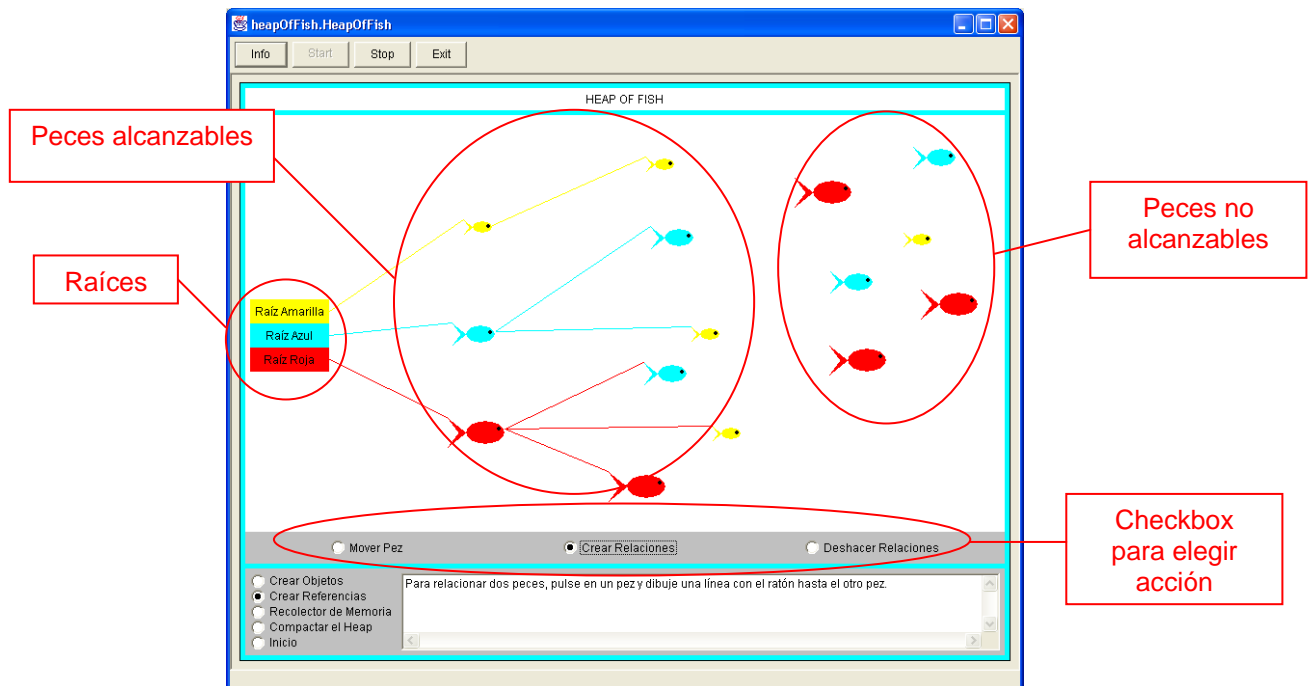 heapOfFish.HeapOfFish
Info Start Stop Exit
HEAP OF FISH
Peces alcanzables
Raíces
Peces no
alcanzables
Raíz Amarilla
Raíz Azul
Raíz Roja
Checkbox
para elegir
acción
Mover Pez Crear Relaciones Deshacer Relaciones
Crear Objetos
Crear Referencias
Recolector de Memoria
Compactar el Heap
Inicio
Para relacionar dos peces, pulse en un pez y dibuje una línea con el ratón hasta el otro pez.